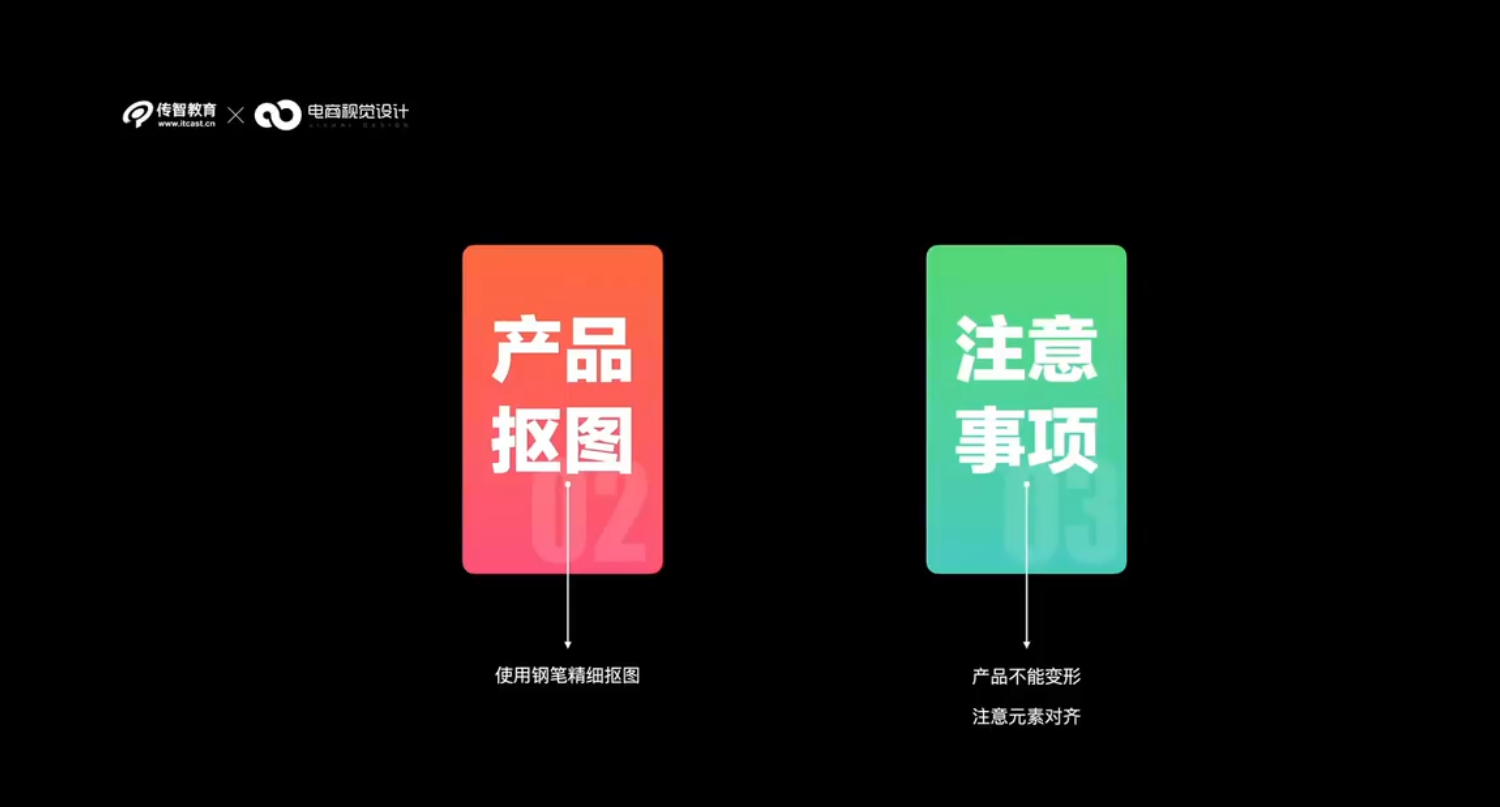 传智教育
www.itcast.cn
电商视觉设计
产品
抠图
02
使用钢笔精细抠图
注意
事项
03
产品不能变形
注意元素对齐